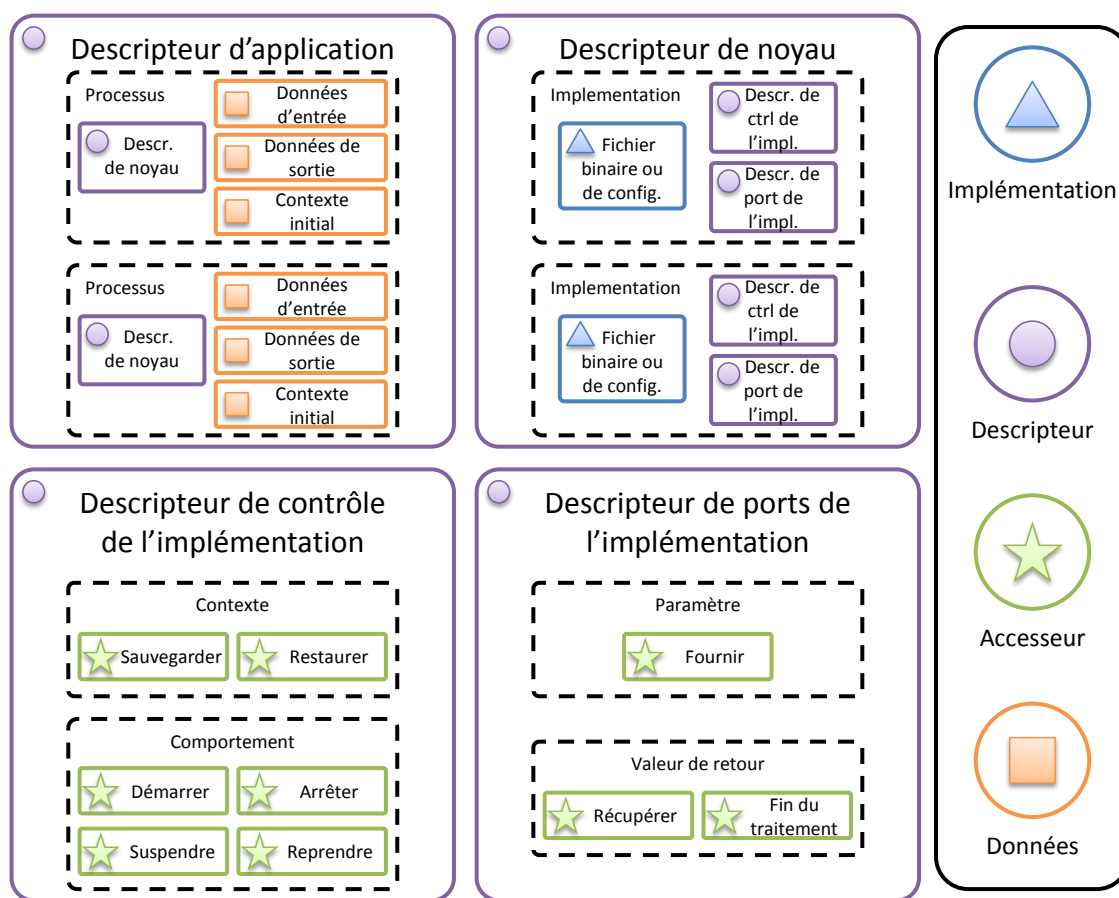 Descripteur d'application
Processus
Descr.
de noyau
Données
d'entrée
Données de
sortie
Contexte
initial
Processus
Descr.
de noyau
Données
d'entrée
Données de
sortie
Contexte
initial
Descripteur de noyau
Implementation
Fichier
binaire ou
de config.
Descr. de
ctrl de
l'impl.
Descr. de
port de
l'impl.
Implementation
Fichier
binaire ou
de config.
Descr. de
ctrl de
l'impl.
Descr. de
port de
l'impl.
Descripteur de contrôle
de l'implémentation
Contexte
Sauvegarder
Restaurer
Comportement
Démarrer
Arrêter
Suspendre
Reprendre
Descripteur de ports de
l'implémentation
Paramètre
Fournir
Valeur de retour
Récupérer
Fin du
traitement
Implémentation
Descripteur
Accesseur
Données